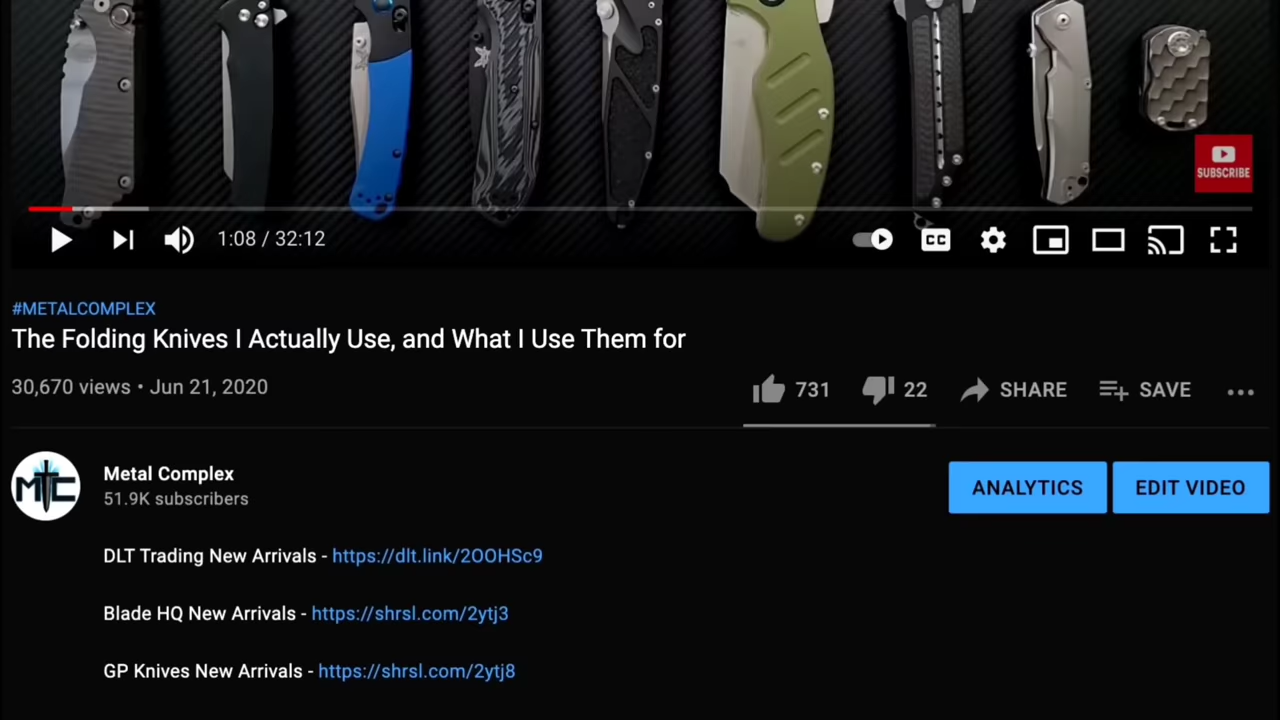 SUBSCRIBE
1:08 / 32:12
CC
#METALCOMPLEX
The Folding Knives I Actually Use, and What I Use Them for
30,670 views • Jun 21, 2020
731
22
SHARE
SAVE
MTC
Metal Complex
51.9K subscribers
ANALYTICS
EDIT VIDEO
DLT Trading New Arrivals - https://dlt.link/2OOHSc9
Blade HQ New Arrivals - https://shrsl.com/2ytj3
GP Knives New Arrivals - https://shrsl.com/2ytj8